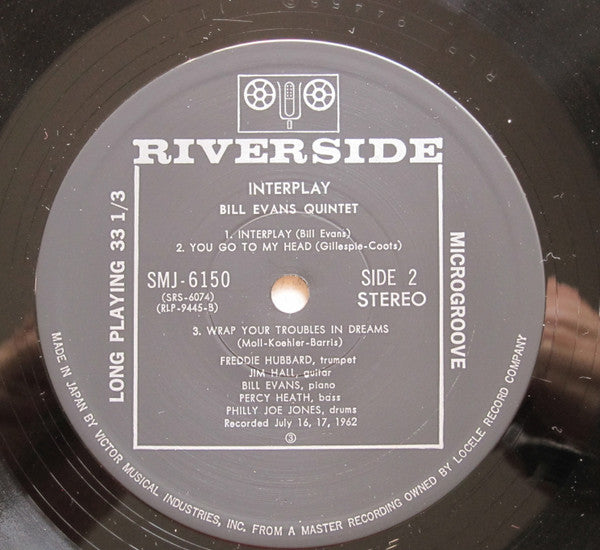 RIVERSIDE
INTERPLAY
BILL EVANS QUINTET
1. INTERPLAY (Bill Evans)
2. YOU GO TO MY HEAD (Gillespie-Coots)
SMJ-6150
(SRS-6074)
(RLP-9445-B)
SIDE 2
STEREO
3. WRAP YOUR TROUBLES IN DREAMS
(Moll-Koehler-Barris)
FREDDIE HUBBARD, trumpet
JIM HALL, guitar
BILL EVANS, piano
PERCY HEATH, bass
PHILLY JOE JONES, drums
Recorded July 16, 17, 1962
③
LONG PLAYING 33 1/3
MICROGROOVE
MADE IN JAPAN BY VICTOR MUSICAL INDUSTRIES, INC. FROM A MASTER RECORDING OWNED BY LOCELE RECORD COMPANY